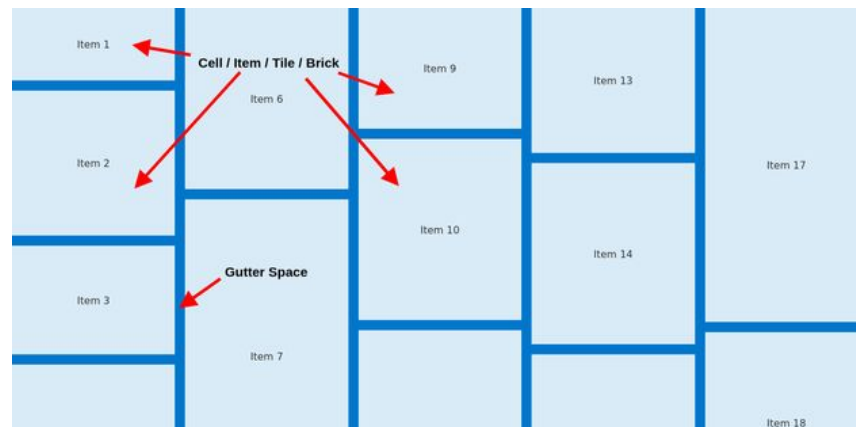 Item 1
Cell / Item / Tile / Brick
Item 9
Item 13
Item 6
Item 2
Item 17
Item 10
Item 14
Gutter Space
Item 3
Item 7
Item 18